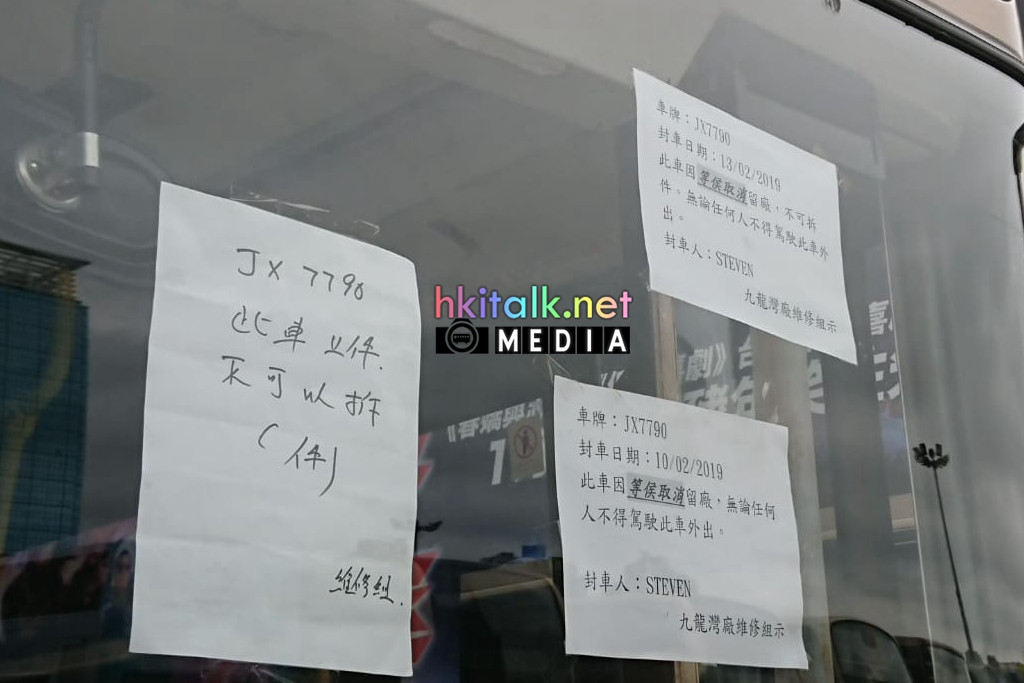 JX 7790
此車
不可以拆
(件)
維修組.
hkitalk.net
MEDIA
車牌：JX7790
封車日期：13/02/2019
此車因等侯取消留廠，不可拆
件。無論任何人不得駕駛此車外
出。
封車人：STEVEN
九龍灣廠維修組示
車牌：JX7790
封車日期：10/02/2019
此車因等侯取消留廠，無論任何
人不得駕駛此車外出。
封車人：STEVEN
九龍灣廠維修組示